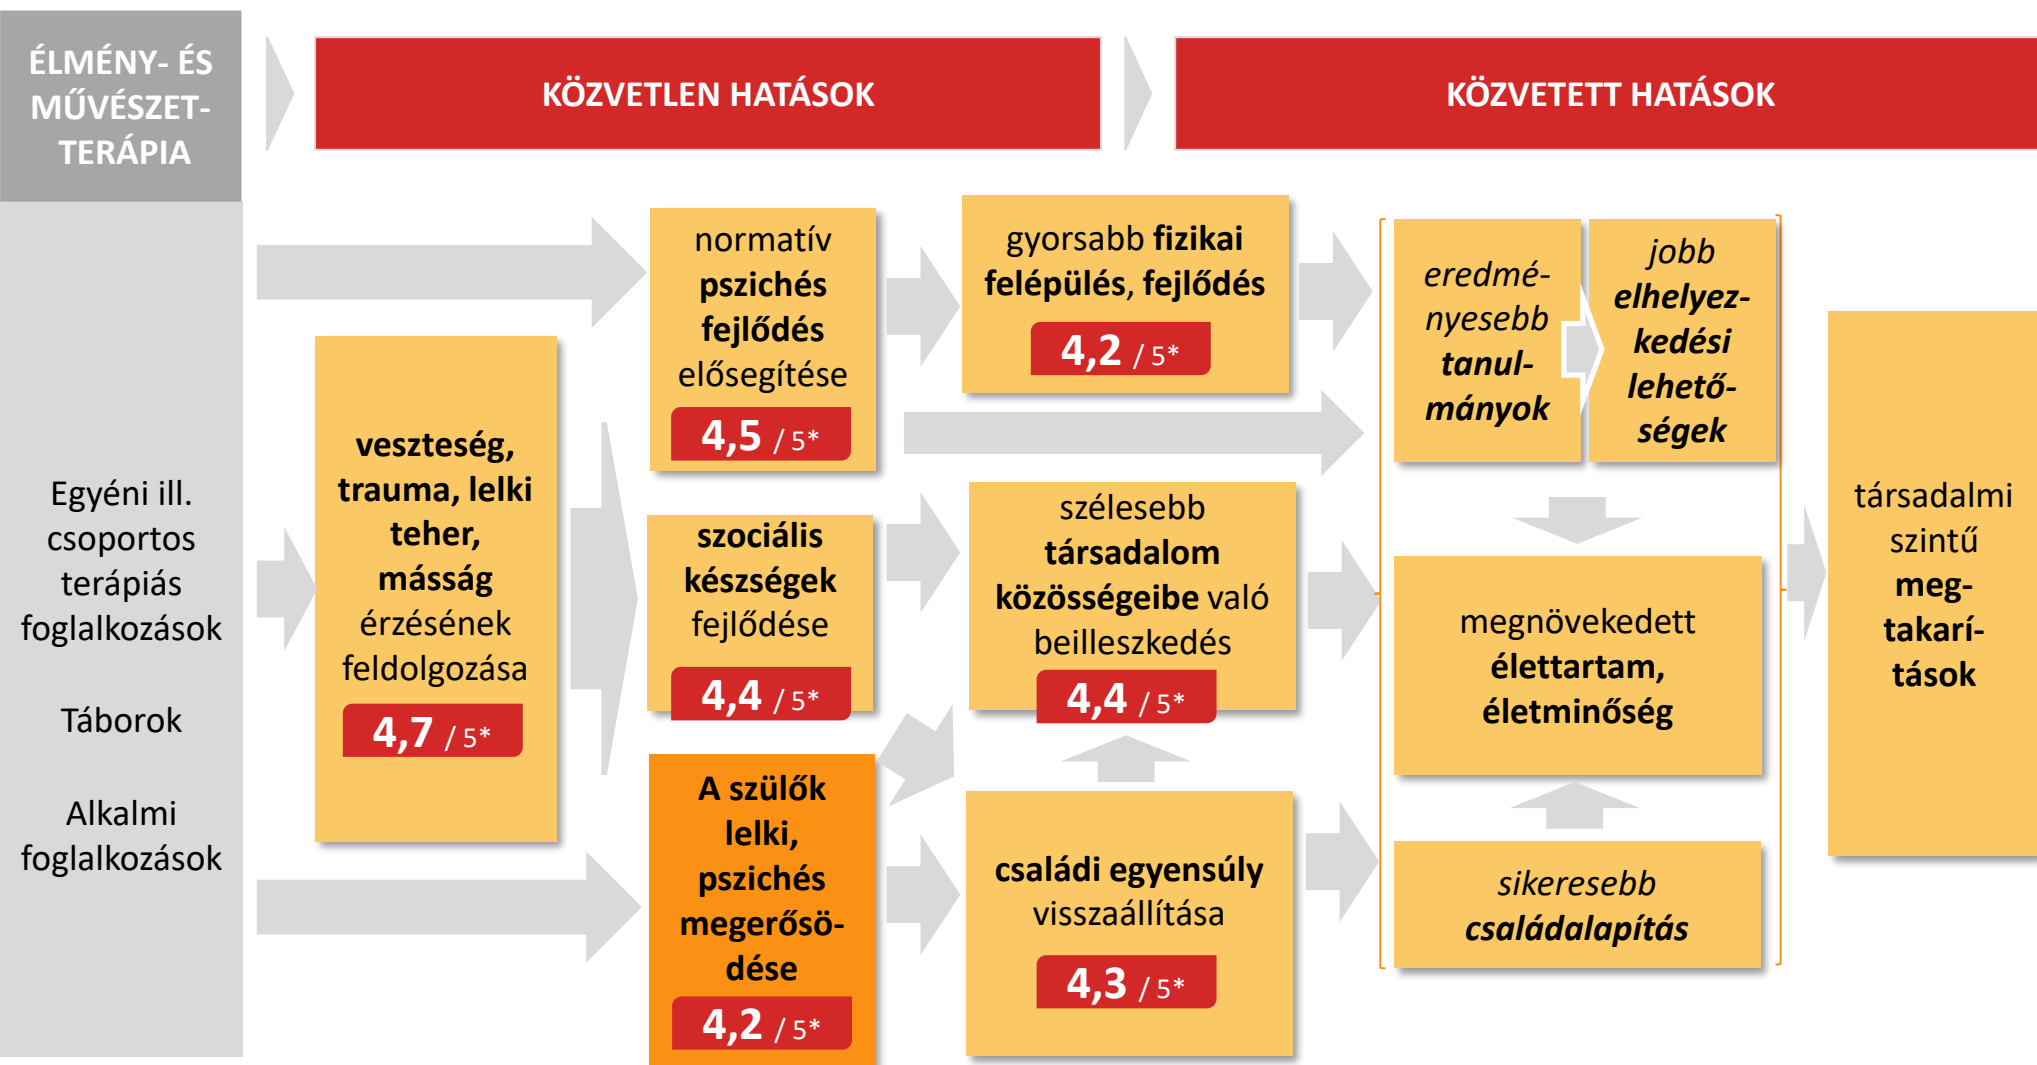 ÉLMÉNY- ÉS
MŰVÉSZET-
TERÁPIA
KÖZVETLEN HATÁSOK
KÖZVETETT HATÁSOK
Egyéni ill.
csoportos
terápiás
foglalkozások
Táborok
Alkalmi
foglalkozások
veszteség,
trauma, lelki
teher,
másság
érzésének
feldolgozása
4,7 / 5*
normatív
pszichés
fejlődés
elősegítése
4,5 / 5*
szociális
készségek
fejlődése
4,4 / 5*
A szülők
lelki,
pszichés
megerősö-
dése
4,2 / 5*
gyorsabb fizikai
felépülés, fejlődés
4,2 / 5*
szélesebb
társadalom
közösségeibe való
beilleszkedés
4,4 / 5*
családi egyensúly
visszaállítása
4,3 / 5*
eredmé-
nyesebb
tanul-
mányok
jobb
elhelyez-
kedési
lehető-
ségek
megnövekedett
élettartam,
életminőség
sikeresebb
családalapítás
társadalmi
szintű
meg-
takarí-
tások